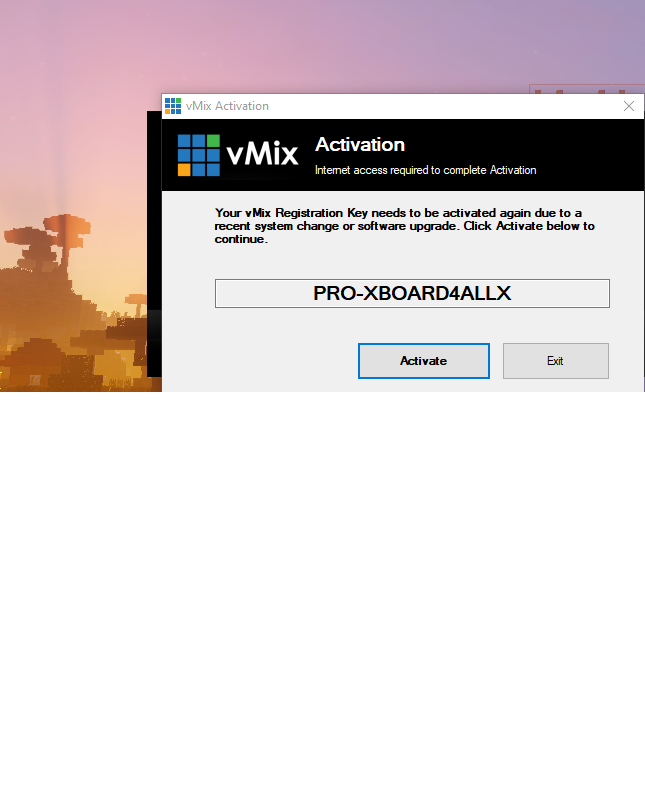 vMix Activation
vMix
Activation
Internet access required to complete Activation
Your vMix Registration Key needs to be activated again due to a
recent system change or software upgrade. Click Activate below to
continue.
PRO-XBOARD4ALLX
Activate
Exit